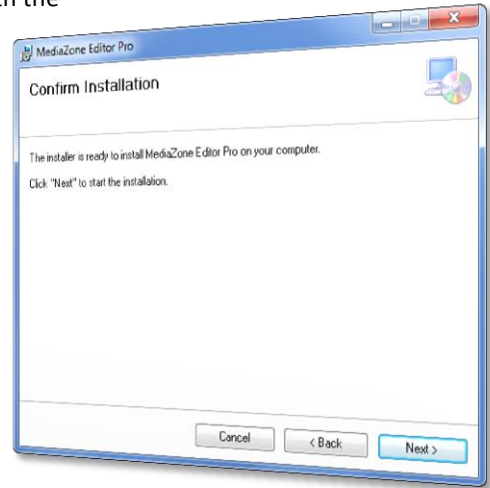 the
MediaZone Editor Pro
Confirm Installation
The installer is ready to install MediaZone Editor Pro on your computer.
Click "Next" to start the installation.
Cancel
< Back
Next >